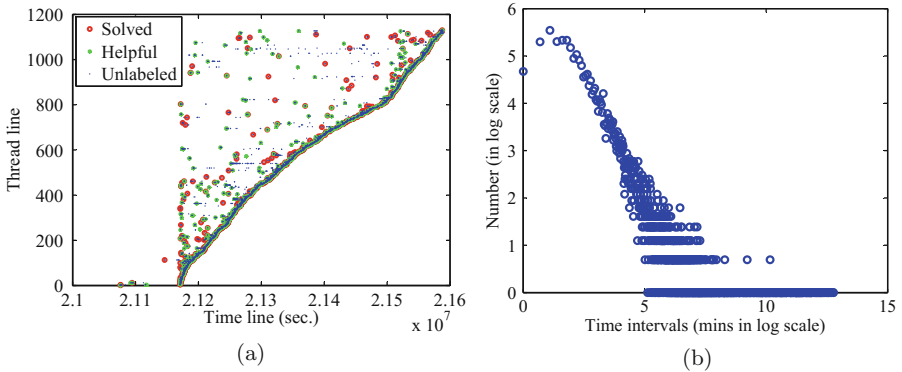 1200
1000
800
600
400
200
0
Thread line
Solved
Helpful
Unlabeled
2.1 2.11 2.12 2.13 2.14 2.15 2.16
Time line (sec.)
x 10^7
(a)
6
5
4
3
2
1
0
Number (in log scale)
0 5 10 15
Time intervals (mins in log scale)
(b)